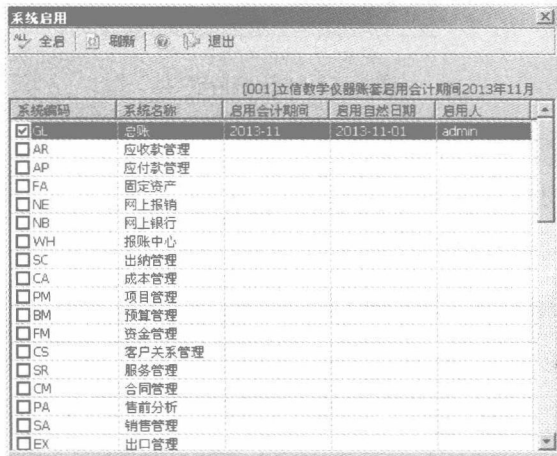 系统启用
ALL 全启 刷新 退出
[001]立信教学仪器账套启用会计期间2013年11月
系统编码 系统名称 启用会计期间 启用自然日期 启用人
GL 总账 2013-11 2013-11-01 admin
AR 应收款管理
AP 应付款管理
FA 固定资产
NE 网上报销
NB 网上银行
WH 报账中心
SC 出纳管理
CA 成本管理
PM 项目管理
BM 预算管理
FM 资金管理
CS 客户关系管理
SR 服务管理
CM 合同管理
PA 售前分析
SA 销售管理
EX 出口管理